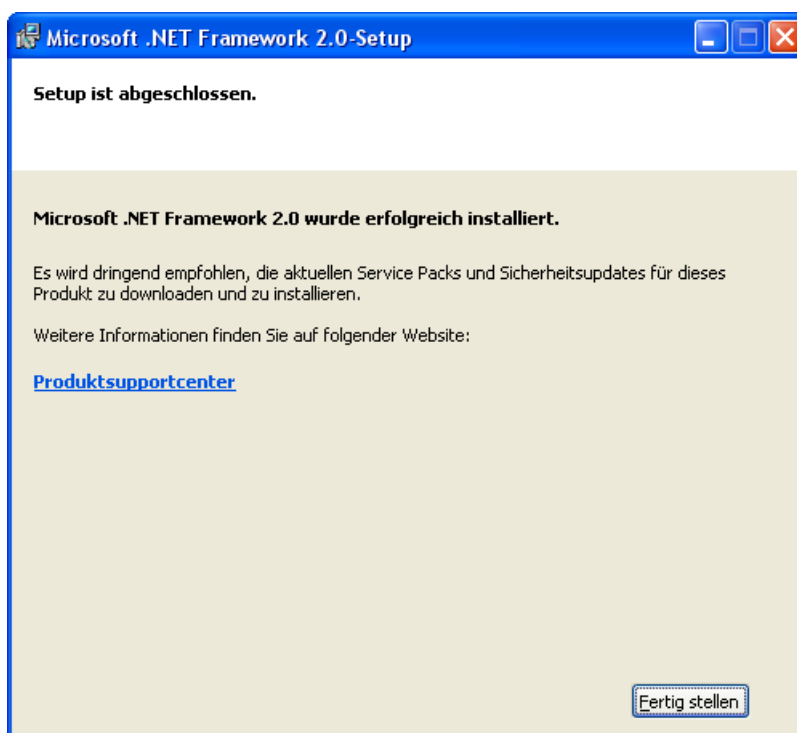 Microsoft .NET Framework 2.0-Setup
Setup ist abgeschlossen.
Microsoft .NET Framework 2.0 wurde erfolgreich installiert.
Es wird dringend empfohlen, die aktuellen Service Packs und Sicherheitsupdates für dieses
Produkt zu downloaden und zu installieren.
Weitere Informationen finden Sie auf folgender Website:
Produktsupportcenter
Fertig stellen